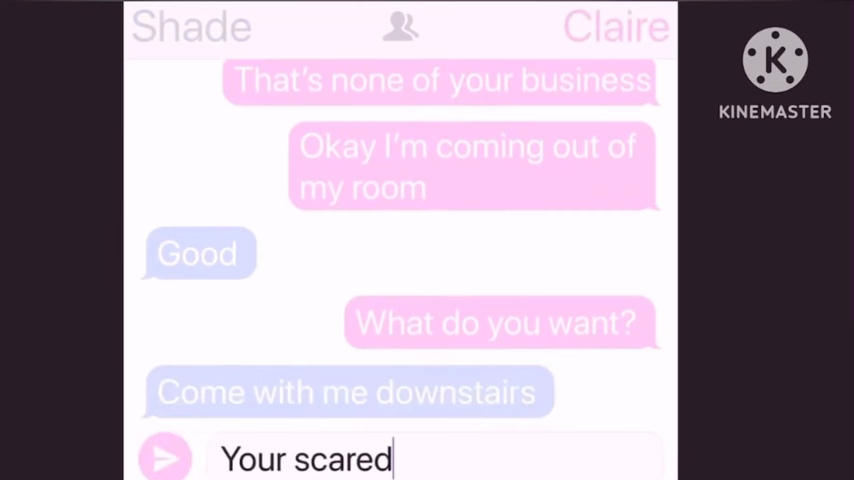 Shade
Claire
KINEMASTER
That's none of your business
Okay I'm coming out of
my room
Good
What do you want?
Come with me downstairs
Your scared